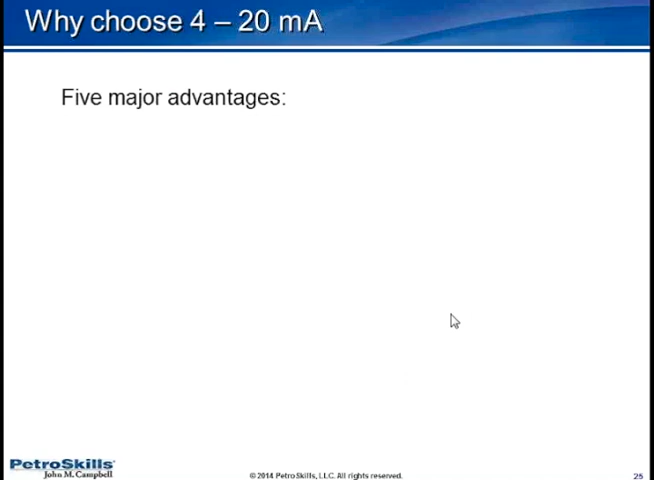 Why choose 4 – 20 mA
Five major advantages:
PetroSkills
John M. Campbell
© 2014 PetroSkills, LLC. All rights reserved.
25